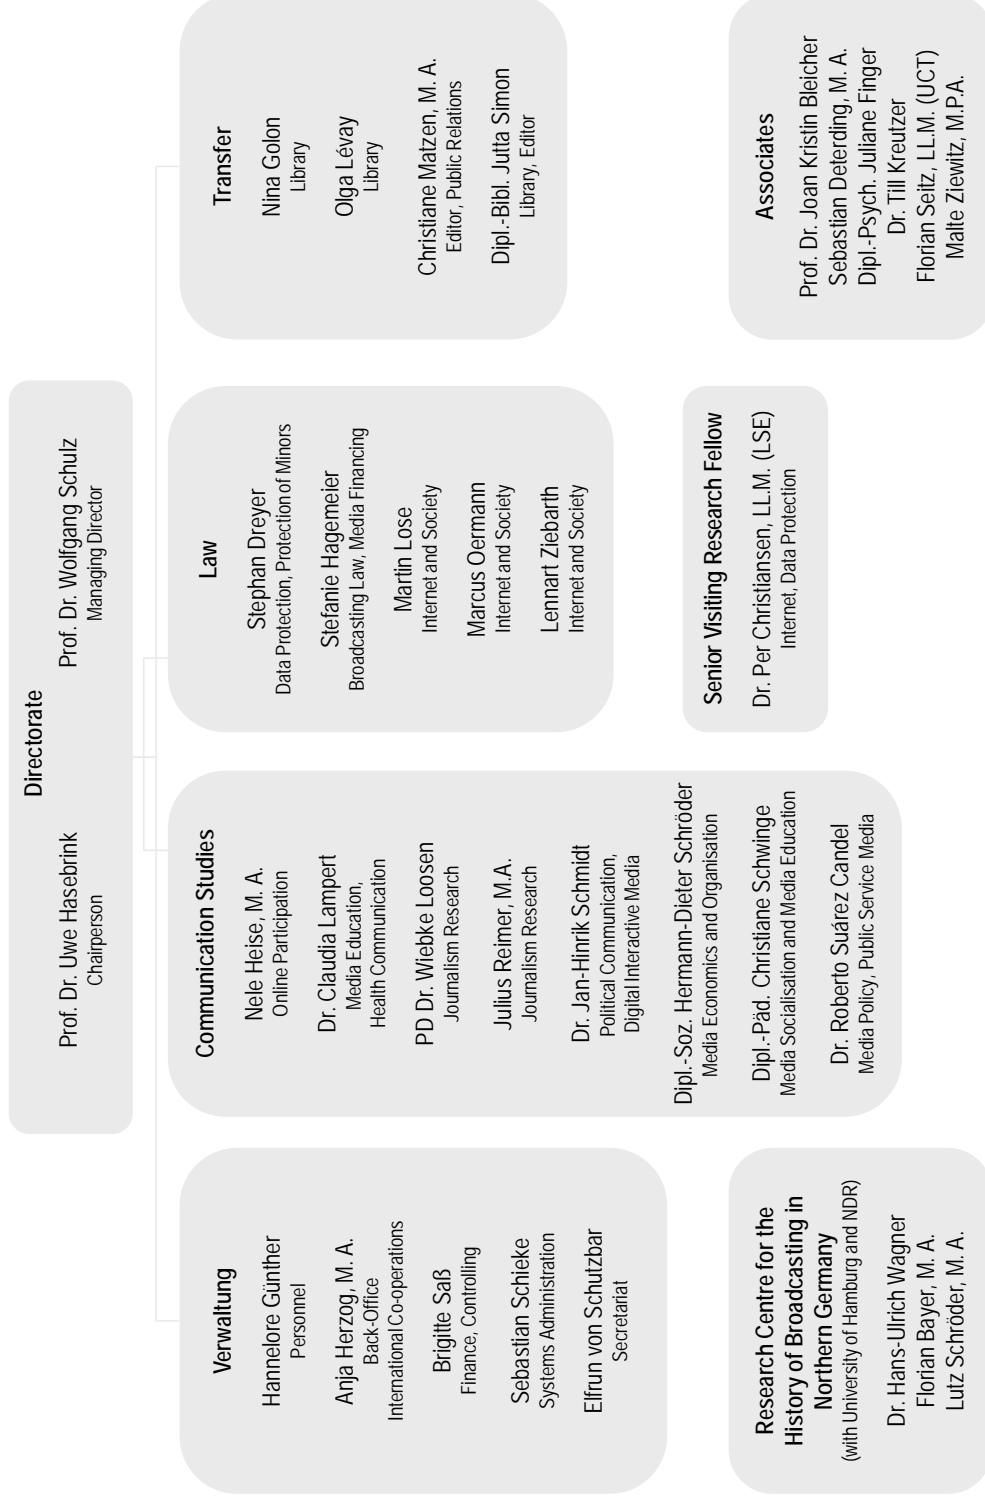 Directorate
Prof. Dr. Uwe Hasebrink
Chairperson
Prof. Dr. Wolfgang Schulz
Managing Director
Verwaltung
Hannelore Günther
Personnel
Anja Herzog, M. A.
Back-Office
International Co-operations
Brigitte Saß
Finance, Controlling
Sebastian Schieke
Systems Administration
Elfrun von Schutzbar
Secretariat
Communication Studies
Nele Heise, M. A.
Online Participation
Dr. Claudia Lampert
Media Education,
Health Communication
PD Dr. Wiebke Loosen
Journalism Research
Julius Reimer, M.A.
Journalism Research
Dr. Jan-Hinrik Schmidt
Political Communication,
Digital Interactive Media
Dipl.-Soz. Hermann-Dieter Schröder
Media Economics and Organisation
Dipl.-Päd. Christiane Schwinge
Media Socialisation and Media Education
Dr. Roberto Suárez Candel
Media Policy, Public Service Media
Law
Stephan Dreyer
Data Protection, Protection of Minors
Stefanie Hagemeier
Broadcasting Law, Media Financing
Martin Lose
Internet and Society
Marcus Oermann
Internet and Society
Lennart Ziebarth
Internet and Society
Transfer
Nina Golon
Library
Olga Lévay
Library
Christiane Matzen, M. A.
Editor, Public Relations
Dipl.-Bibl. Jutta Simon
Library, Editor
Research Centre for the
History of Broadcasting in
Northern Germany
(with University of Hamburg and NDR)
Dr. Hans-Ulrich Wagner
Florian Bayer, M. A.
Lutz Schröder, M. A.
Senior Visiting Research Fellow
Dr. Per Christiansen, LL.M. (LSE)
Internet, Data Protection
Associates
Prof. Dr. Joan Kristin Bleicher
Sebastian Deterding, M. A.
Dipl.-Psych. Juliane Finger
Dr. Till Kreutzer
Florian Seitz, LL.M. (UCT)
Malte Ziewitz, M.P.A.